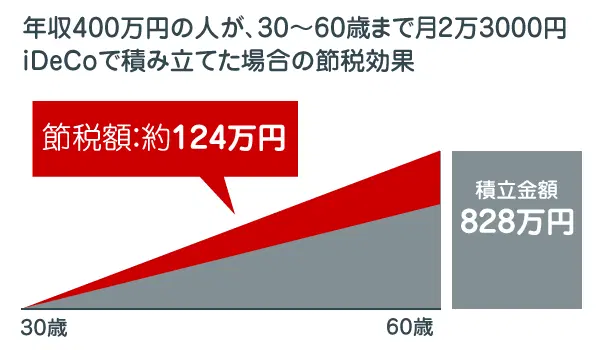 年収400万円の人が、30〜60歳まで月2万3000円
iDeCoで積み立てた場合の節税効果
節税額:約124万円
積立金額
828万円
30歳
60歳